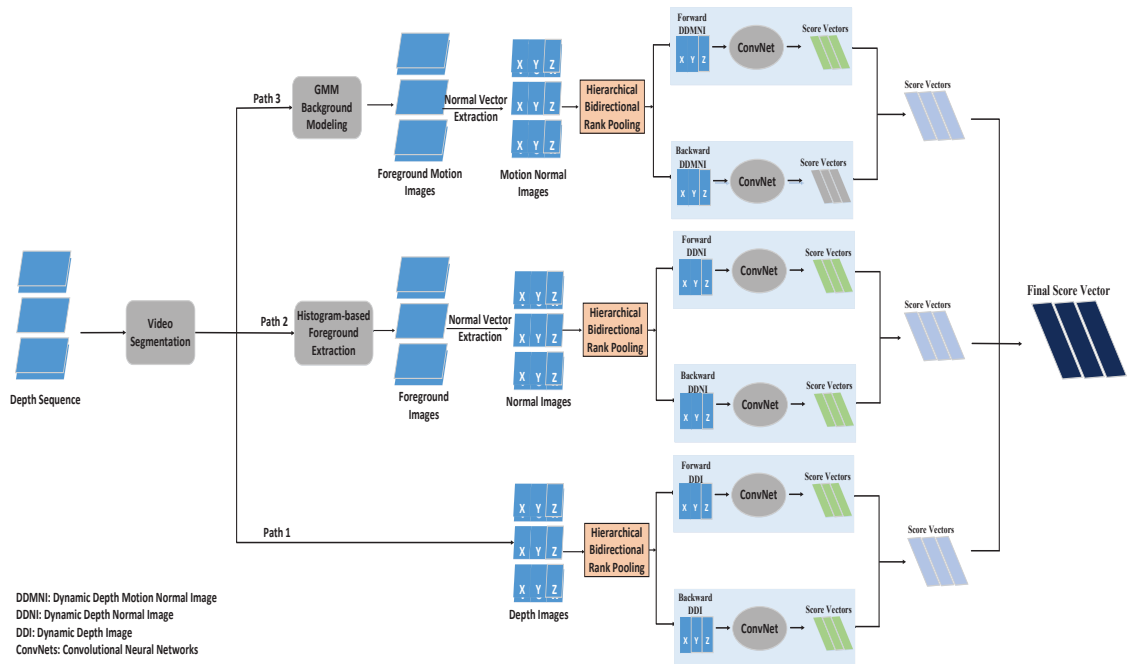 Depth Sequence
Video
Segmentation
Path 3
GMM
Background
Modeling
Foreground Motion
Images
Normal Vector
Extraction
X Y Z
X Y Z
X Y Z
Motion Normal
Images
Hierarchical
Bidirectional
Rank Pooling
Forward
DDMNI
X Y Z
ConvNet
Score Vectors
Backward
DDMNI
X Y Z
ConvNet
Score Vectors
Score Vectors
Path 2
Histogram-based
Foreground
Extraction
Foreground
Images
Normal Vector
Extraction
X Y Z
X Y Z
X Y Z
Normal Images
Hierarchical
Bidirectional
Rank Pooling
Forward
DDNI
X Y Z
ConvNet
Score Vectors
Backward
DDNI
X Y Z
ConvNet
Score Vectors
Score Vectors
Path 1
X Y Z
X Y Z
X Y Z
Depth Images
Hierarchical
Bidirectional
Rank Pooling
Forward
DDI
X Y Z
ConvNet
Score Vectors
Backward
DDI
X Y Z
ConvNet
Score Vectors
Score Vectors
Final Score Vector
DDMNI: Dynamic Depth Motion Normal Image
DDNI: Dynamic Depth Normal Image
DDI: Dynamic Depth Image
ConvNets: Convolutional Neural Networks